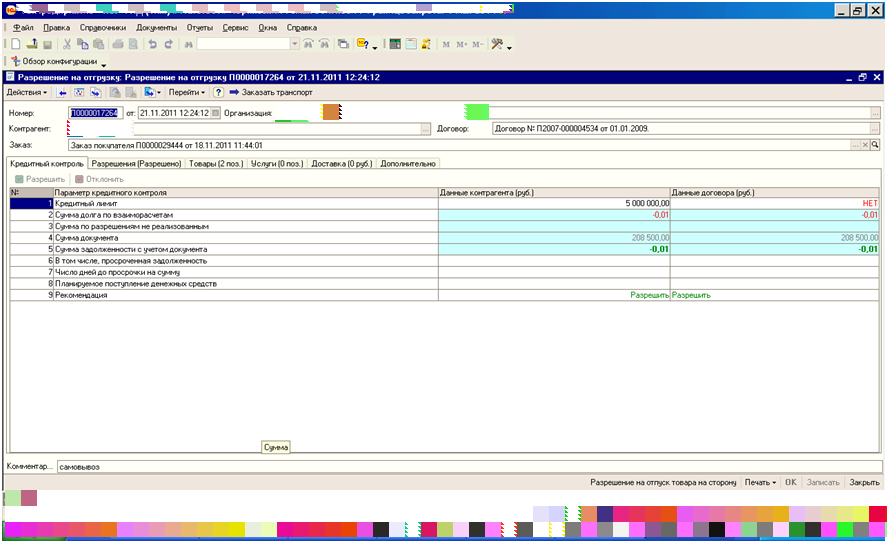 Файл Правка Справочники Документы Отчеты Сервис Окна Справка
M M+ M-
Обзор конфигурации
Разрешение на отгрузку: Разрешение на отгрузку П0000017264 от 21.11.2011 12:24:12
Действия Перейти ? Заказать транспорт
Номер: П0000017264 от: 21.11.2011 12:24:12 Организация:
Контрагент: Договор: Договор № П2007-000004534 от 01.01.2009.
Заказ: Заказ покупателя П0000029444 от 18.11.2011 11:44:01
Кредитный контроль Разрешения (Разрешено) Товары (2 поз.) Услуги (0 поз.) Доставка (0 руб.) Дополнительно
Разрешить Отклонить
№ Параметр кредитного контроля Данные контрагента (руб.) Данные договора (руб.)
1 Кредитный лимит 5 000 000,00 НЕТ
2 Сумма долга по взаиморасчетам -0,01 -0,01
3 Сумма по разрешениям не реализованным
4 Сумма документа 208 500,00 208 500,00
5 Сумма задолженности с учетом документа -0,01 -0,01
6 В том числе, просроченная задолженность
7 Число дней до просрочки на сумму
8 Планируемое поступление денежных средств
9 Рекомендация Разрешить Разрешить
Сумма
Комментар... самовывоз
Разрешение на отпуск товара на сторону Печать OK Записать Закрыть